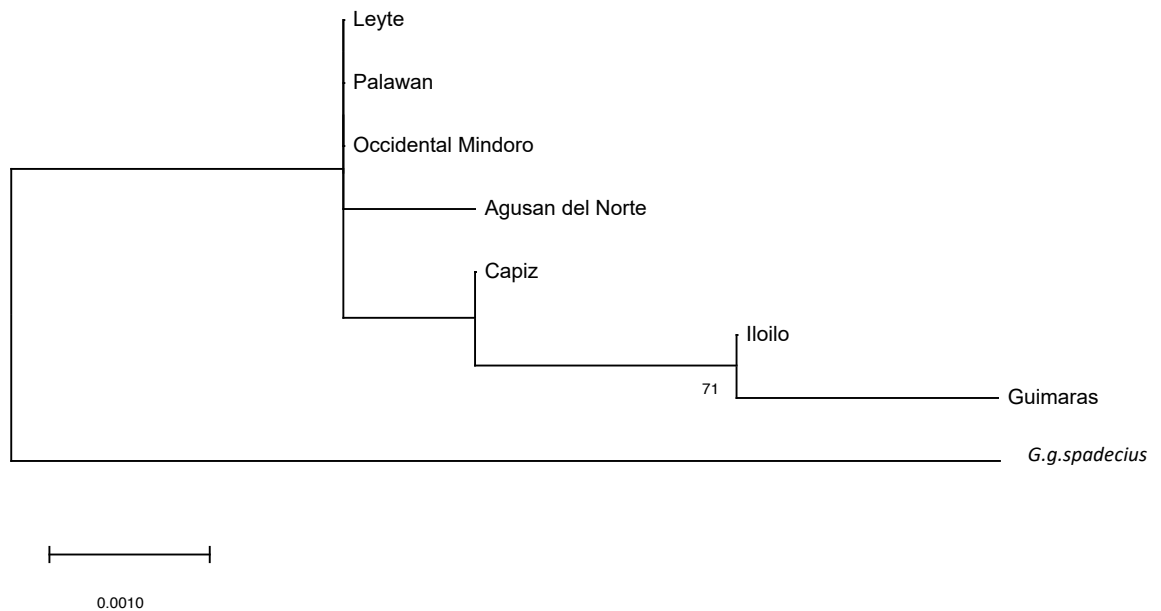 Leyte
Palawan
Occidental Mindoro
Agusan del Norte
Capiz
Iloilo
71
Guimaras
G.g.spadecius
0.0010